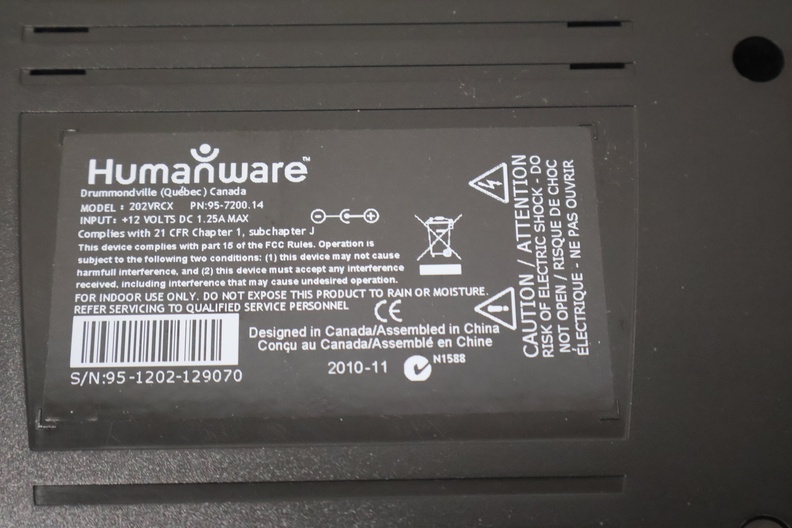 Humanware™
Drummondville (Québec) Canada
MODEL : 202VRCX PN:95-7200.14
INPUT: +12 VOLTS DC 1.25A MAX
Complies with 21 CFR Chapter 1, subchapter J
This device complies with part 15 of the FCC Rules. Operation is
subject to the following two conditions: (1) this device may not cause
harmfull interference, and (2) this device must accept any interference
received, including interference that may cause undesired operation.
FOR INDOOR USE ONLY. DO NOT EXPOSE THIS PRODUCT TO RAIN OR MOISTURE.
REFER SERVICING TO QUALIFIED SERVICE PERSONNEL
CE
Designed in Canada/Assembled in China
Conçu au Canada/Assemblé en Chine
2010-11
N1588
S/N:95-1202-129070
CAUTION / ATTENTION
RISK OF ELECTRIC SHOCK - DO
NOT OPEN / RISQUE DE CHOC
ÉLECTRIQUE - NE PAS OUVRIR